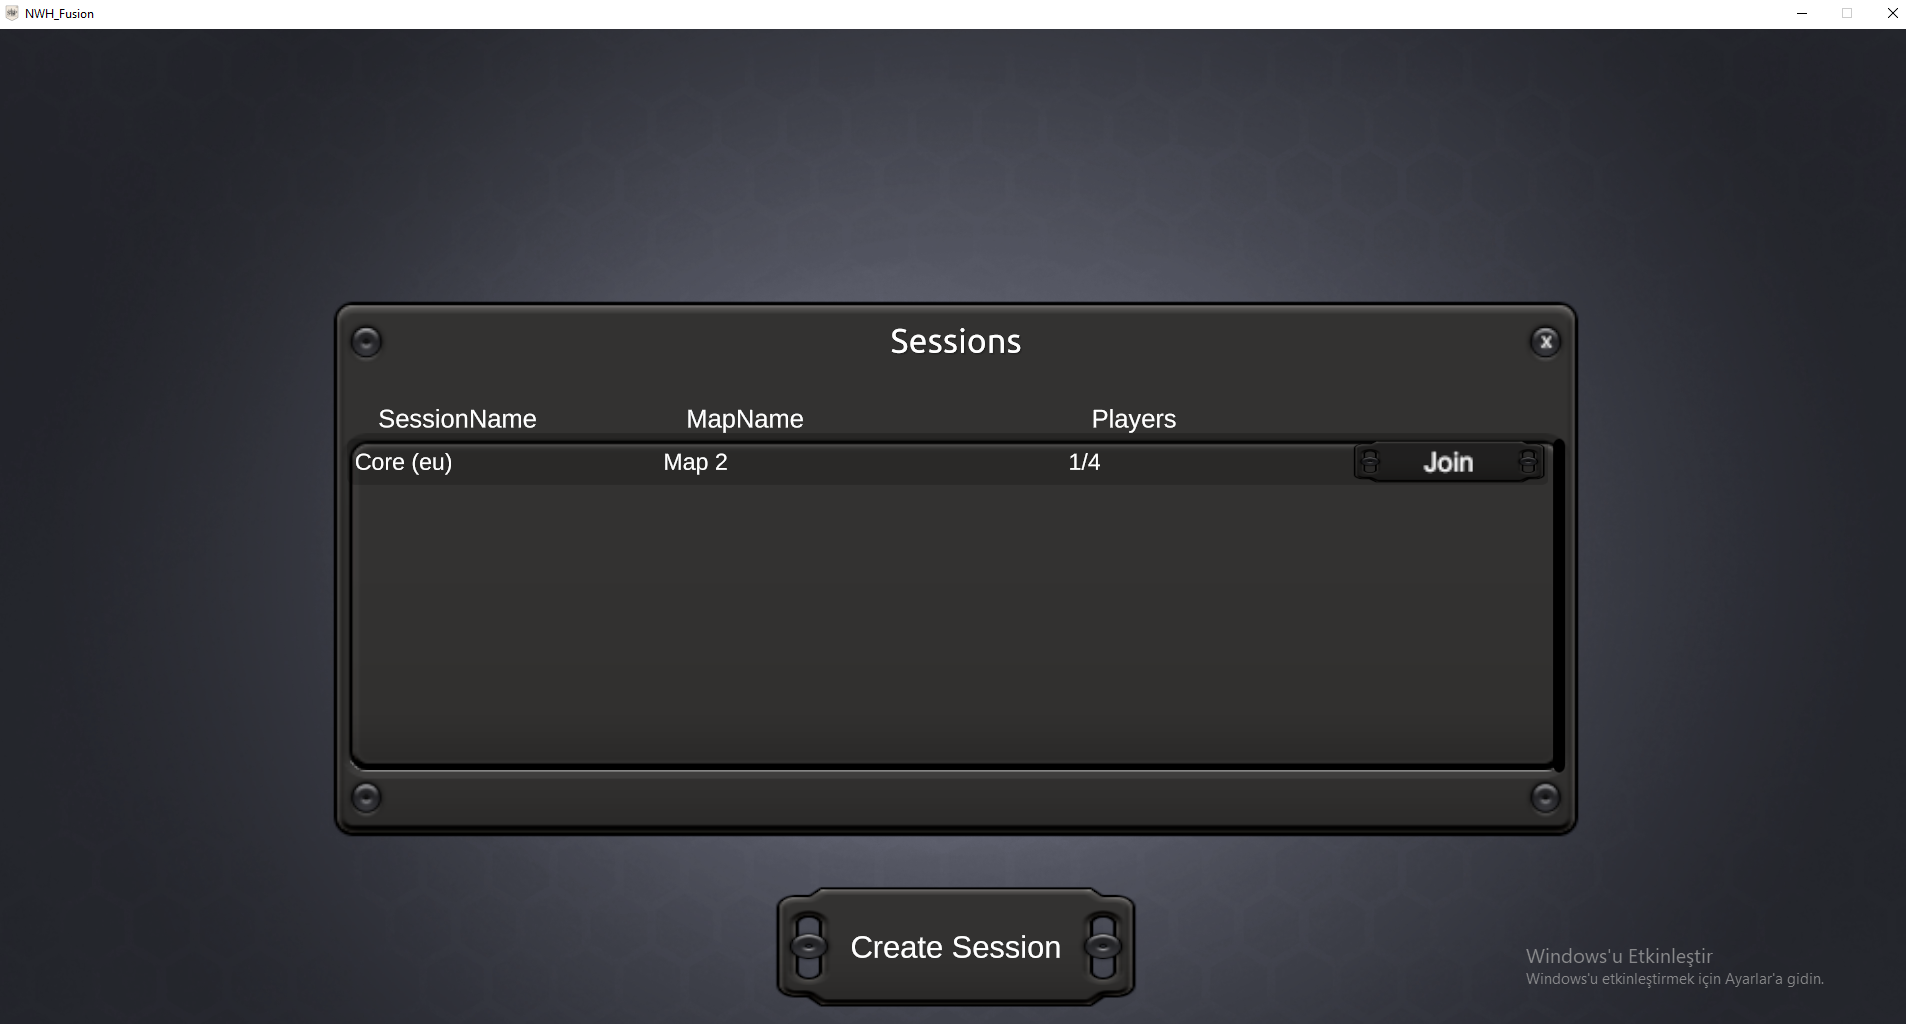 NWH_Fusion
Sessions
X
SessionName MapName Players
Core (eu) Map 2 1/4 Join
Create Session
Windows'u Etkinleştir
Windows'u etkinleştirmek için Ayarlar'a gidin.